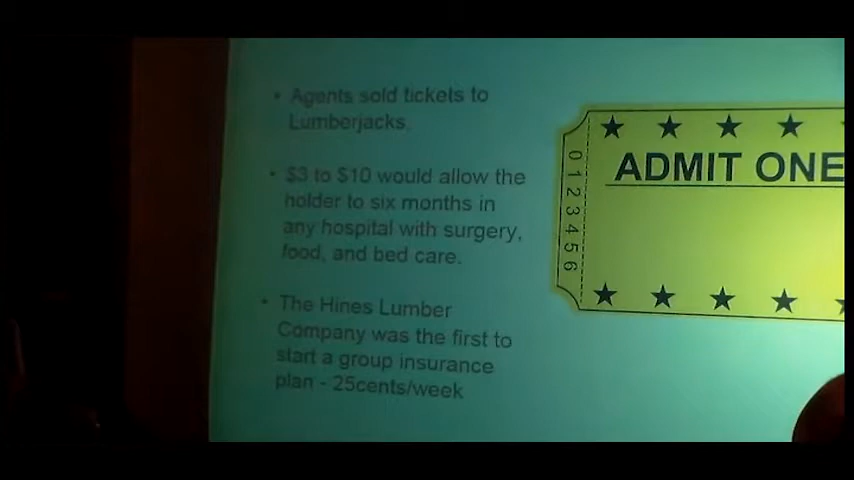 • Agents sold tickets to
Lumberjacks.
• $3 to $10 would allow the
holder to six months in
any hospital with surgery,
food, and bed care.
• The Hines Lumber
Company was the first to
start a group insurance
plan - 25cents/week
0123456
ADMIT ONE